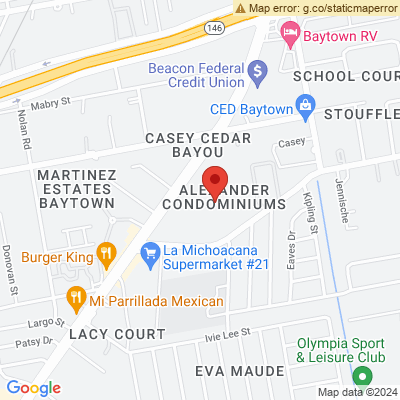 Map error: g.co/staticmaperror
146
Baytown RV
Beacon Federal
Credit Union
SCHOOL COUR
Mabry St
CED Baytown
STOUFFLE
Nolan Rd
CASEY CEDAR
BAYOU
Casey
MARTINEZ
ESTATES
BAYTOWN
ALEXANDER
CONDOMINIUMS
Jennische
Kipling St
Eaves Dr
La Michoacana
Supermarket #21
Burger King
Donovan St
Mi Parrillada Mexican
Largo St
Patsy Dr
LACY COURT
Ivie Lee St
Olympia Sport
& Leisure Club
EVA MAUDE
Google
Map data ©2024